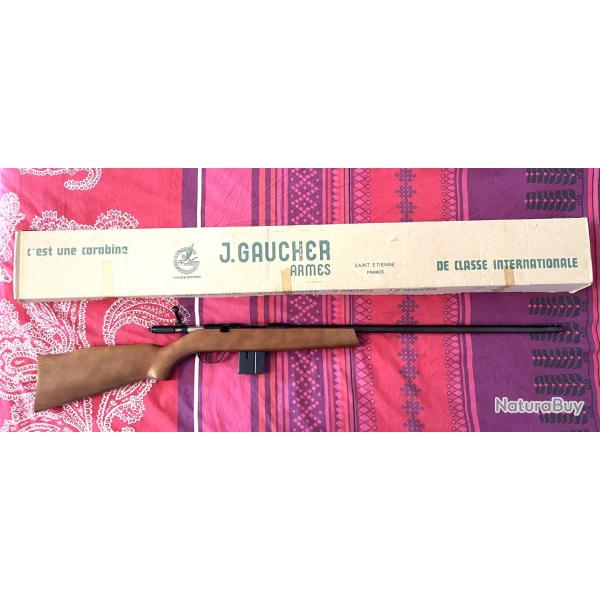 c'est une carabine
J.GAUCHER
ARMES
SAINT-ETIENNE
FRANCE
DE CLASSE INTERNATIONALE
NaturaBuy